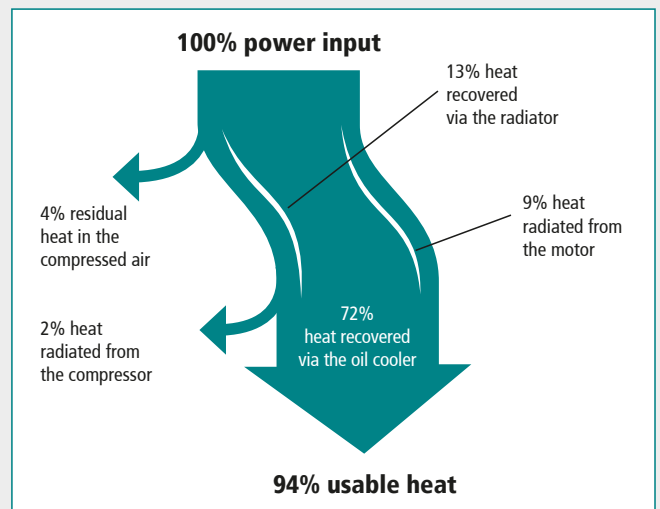 100% power input
13% heat
recovered
via the radiator
4% residual
heat in the
compressed air
9% heat
radiated from
the motor
2% heat
radiated from
the compressor
72%
heat recovered
via the oil cooler
94% usable heat